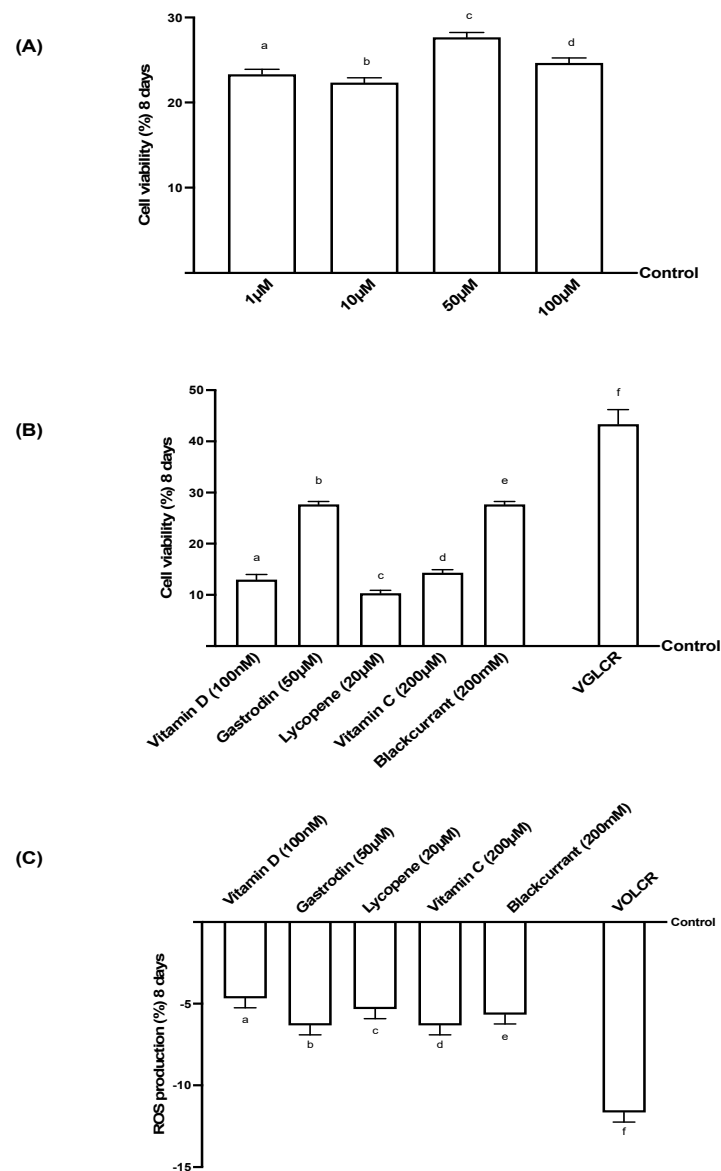 (A)
Cell viability (%) 8 days
30
20
10
a
b
c
d
Control
1µM
10µM
50µM
100µM
(B)
Cell viability (%) 8 days
50
40
30
20
10
a
b
c
d
e
f
Control
Vitamin D (100nM)
Gastrodin (50µM)
Lycopene (20µM)
Vitamin C (200µM)
Blackcurrant (200mM)
VGLCR
(C)
Vitamin D (100nM)
Gastrodin (50µM)
Lycopene (20µM)
Vitamin C (200µM)
Blackcurrant (200mM)
VOLCR
Control
ROS production (%) 8 days
-5
-10
-15
a
b
c
d
e
f